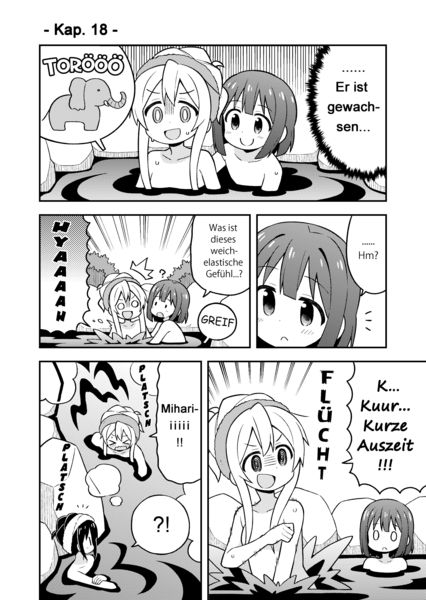 - Kap. 18 -
......
Er ist
gewach-
sen...
TORÖÖÖ
......
Hm?
Was ist
dieses
weich-
elastische
Gefühl...?
?
GREIF
HYAAAAH
K...
Kuur...
Kurze
Auszeit
!!!
FLÜCHT
PLATSCH
Mihari-
iiiii
!!
PLATSCH
?!